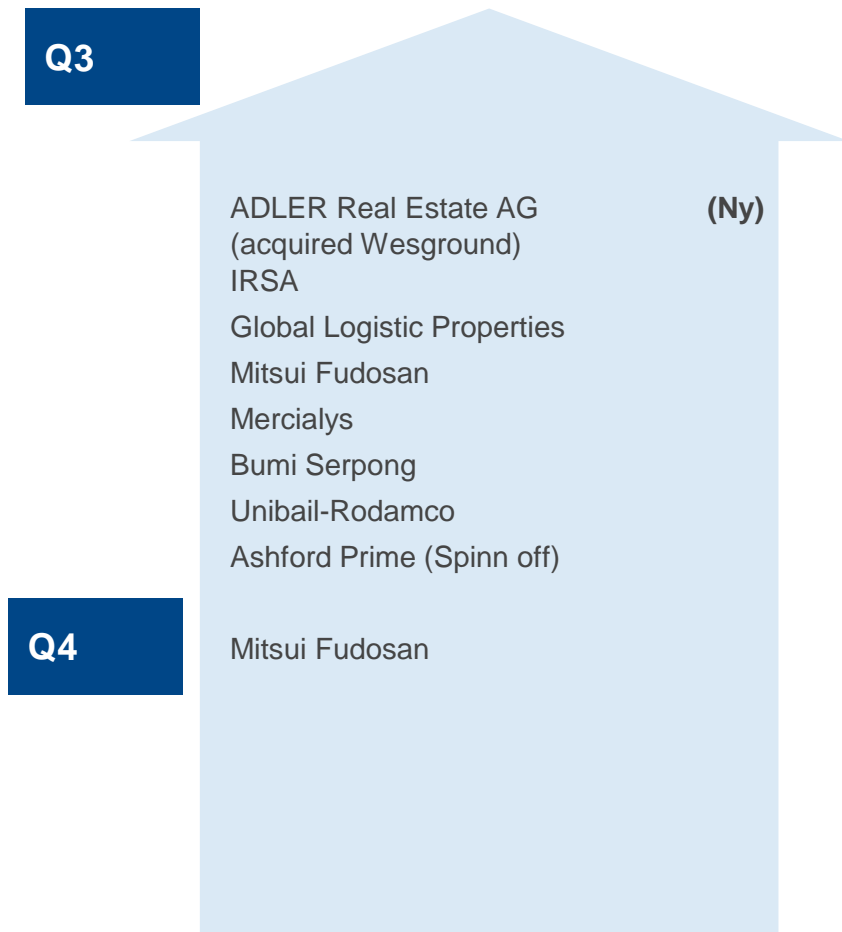 Q3
ADLER Real Estate AG (Ny)
(acquired Wesground)
IRSA
Global Logistic Properties
Mitsui Fudosan
Mercialys
Bumi Serpong
Unibail-Rodamco
Ashford Prime (Spinn off)
Q4 Mitsui Fudosan